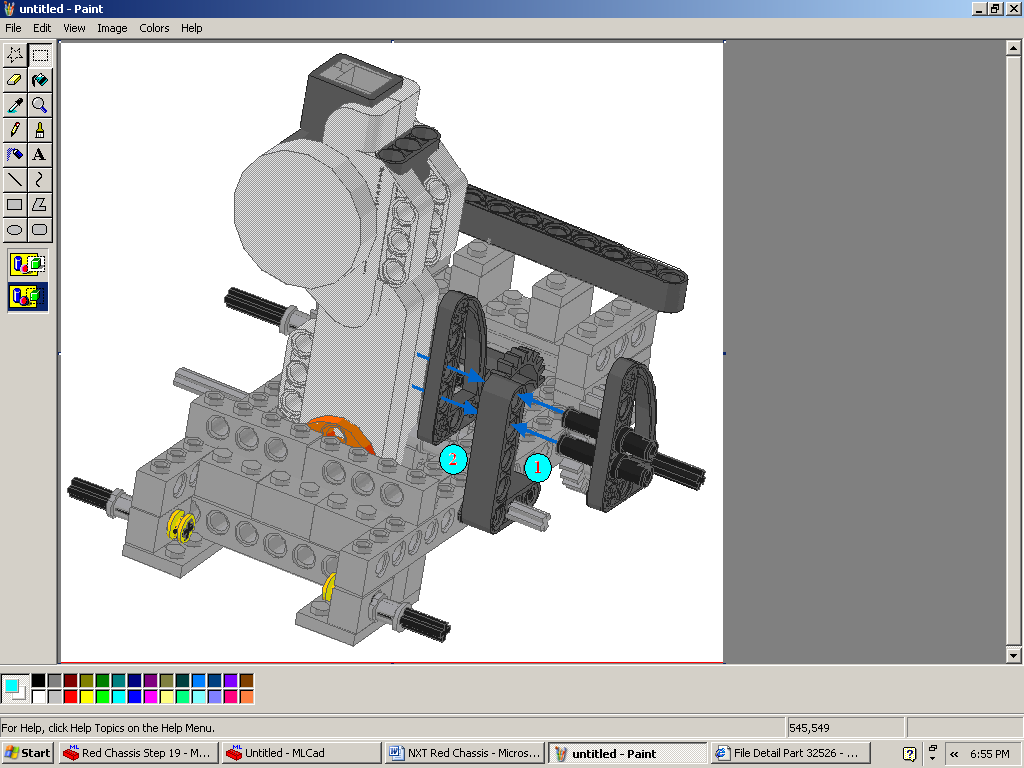 untitled - Paint
File Edit View Image Colors Help
A
2
1
For Help, click Help Topics on the Help Menu.
545,549
Start
ML
Red Chassis Step 19 - M...
ML
Untitled - MLCad
NXT Red Chassis - Micros...
untitled - Paint
File Detail Part 32526 - ...
6:55 PM